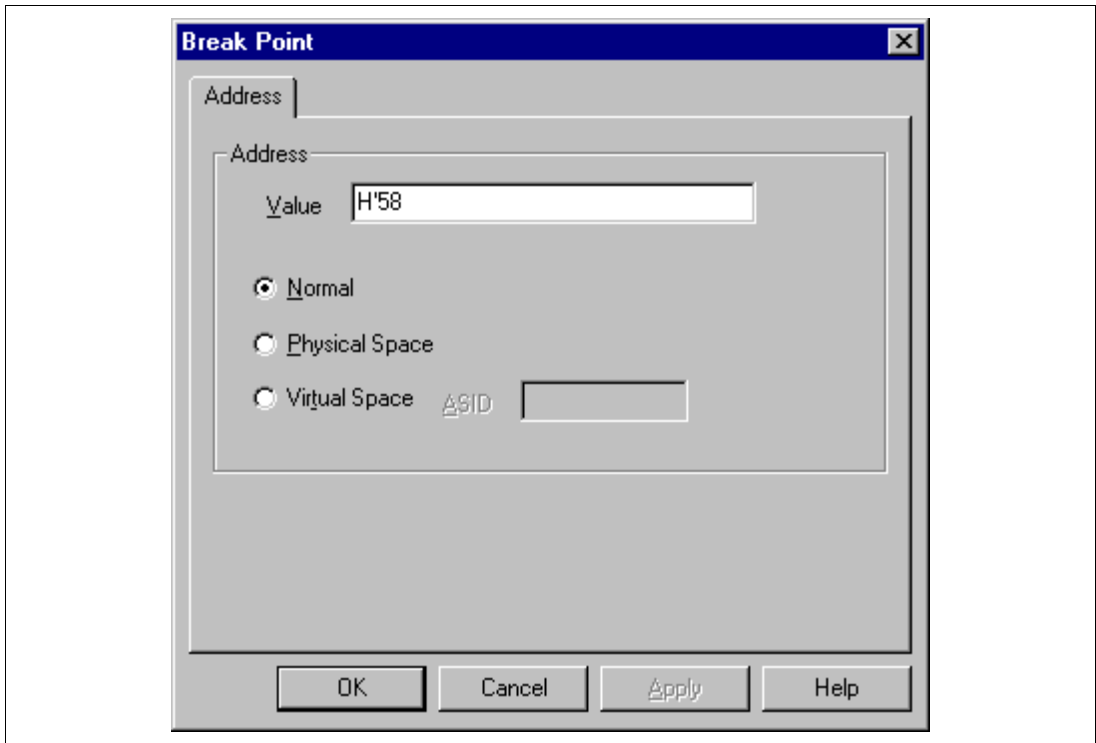 Break Point
Address
Address
Value H'58
Normal
Physical Space
Virtual Space ASID
OK Cancel Apply Help